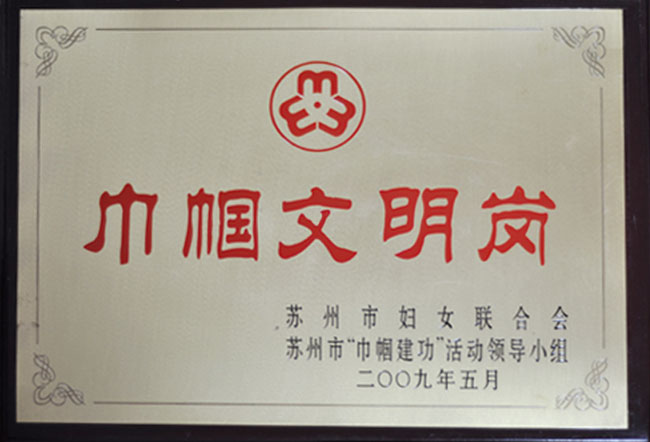 巾帼文明岗
苏州市妇女联合会
苏州市“巾帼建功”活动领导小组
二〇〇九年五月